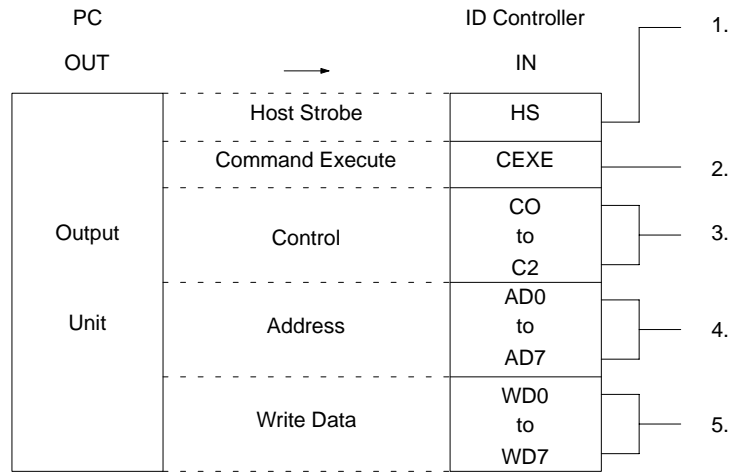 PC ID Controller 1.
OUT IN
Host Strobe HS
Command Execute CEXE 2.
CO
Output Control to 3.
C2
AD0
Unit Address to 4.
AD7
WD0
Write Data to 5.
WD7